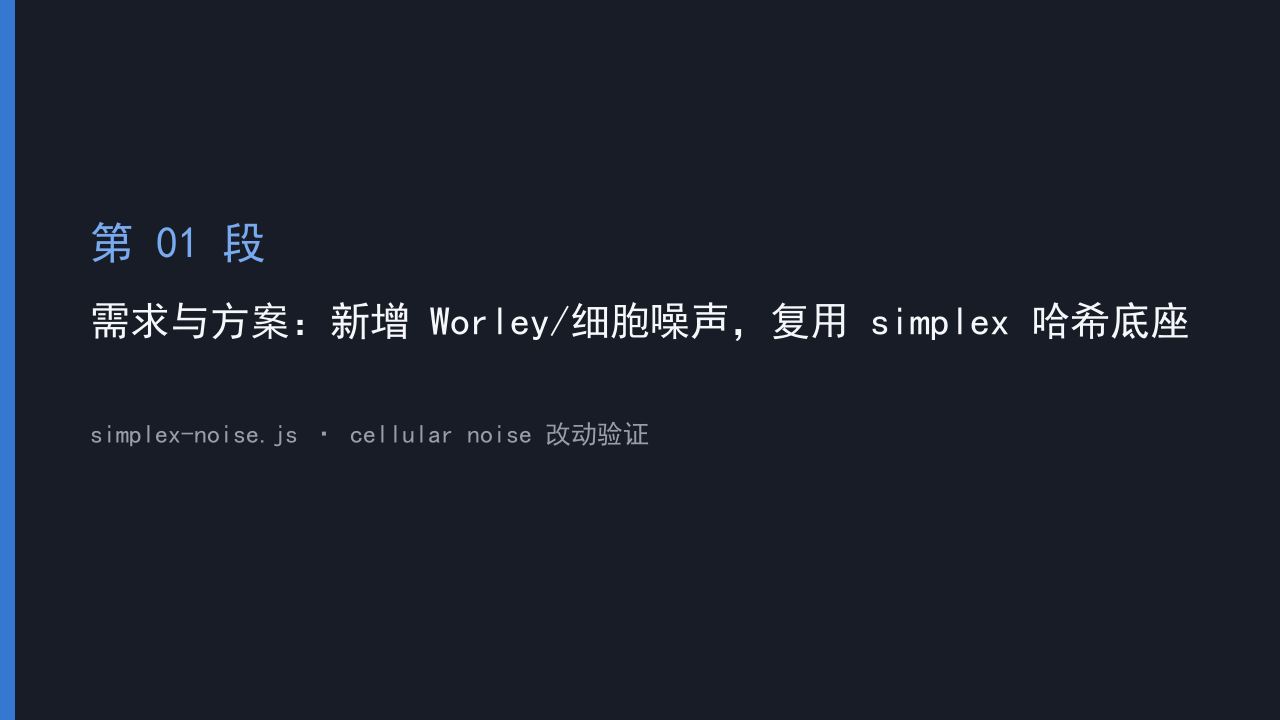 第 01 段
需求与方案：新增 Worley/细胞噪声，复用 simplex 哈希底座
simplex-noise.js · cellular noise 改动验证